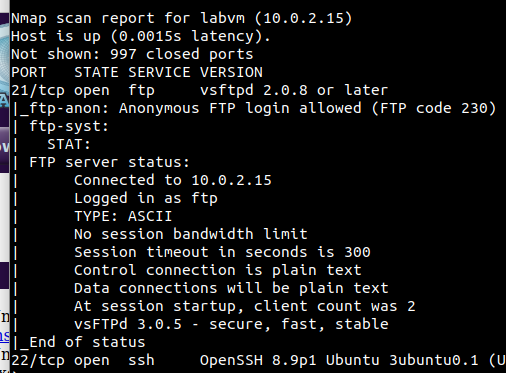 Nmap scan report for labvm (10.0.2.15)
Host is up (0.0015s latency).
Not shown: 997 closed ports
PORT   STATE SERVICE VERSION
21/tcp open  ftp     vsftpd 2.0.8 or later
|_ftp-anon: Anonymous FTP login allowed (FTP code 230)
| ftp-syst:
|   STAT:
| FTP server status:
|      Connected to 10.0.2.15
|      Logged in as ftp
|      TYPE: ASCII
|      No session bandwidth limit
|      Session timeout in seconds is 300
|      Control connection is plain text
|      Data connections will be plain text
|      At session startup, client count was 2
|      vsFTPd 3.0.5 - secure, fast, stable
|_End of status
22/tcp open  ssh     OpenSSH 8.9p1 Ubuntu 3ubuntu0.1 (U